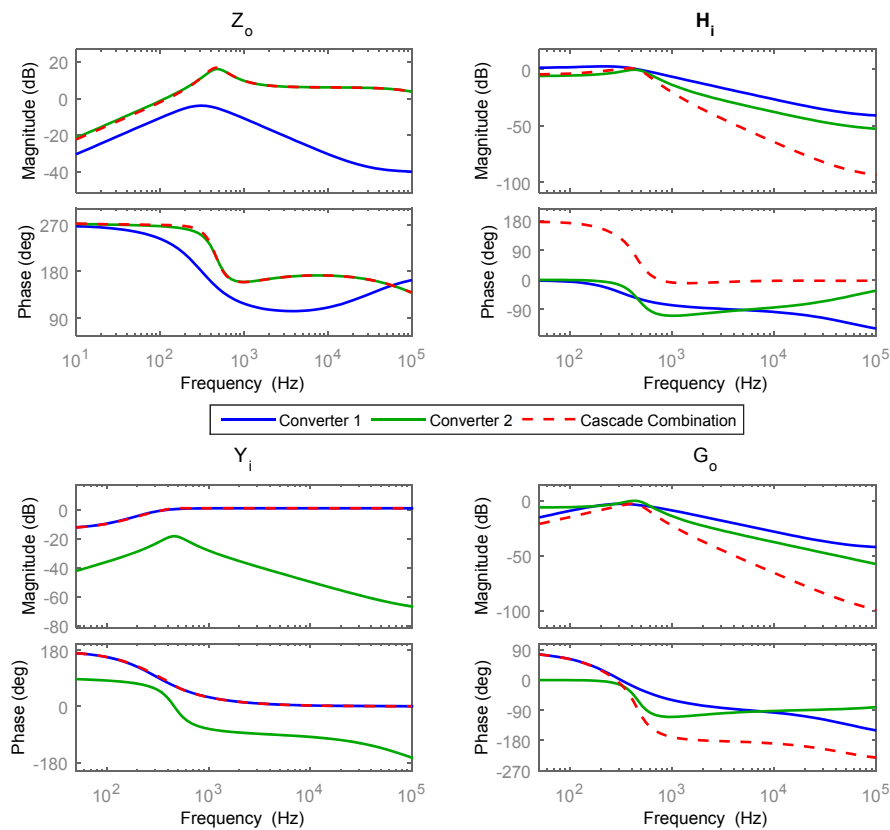 Z_o
H_i
20
0
-20
-40
Magnitude (dB)
0
-50
-100
Magnitude (dB)
270
180
90
Phase (deg)
180
90
0
-90
Phase (deg)
10^1 10^2 10^3 10^4 10^5
Frequency (Hz)
10^2 10^3 10^4 10^5
Frequency (Hz)
Converter 1 Converter 2 Cascade Combination
Y_i
G_o
0
-20
-40
-60
-80
Magnitude (dB)
0
-50
-100
Magnitude (dB)
180
0
-180
Phase (deg)
90
0
-90
-180
-270
Phase (deg)
10^2 10^3 10^4 10^5
Frequency (Hz)
10^2 10^3 10^4 10^5
Frequency (Hz)